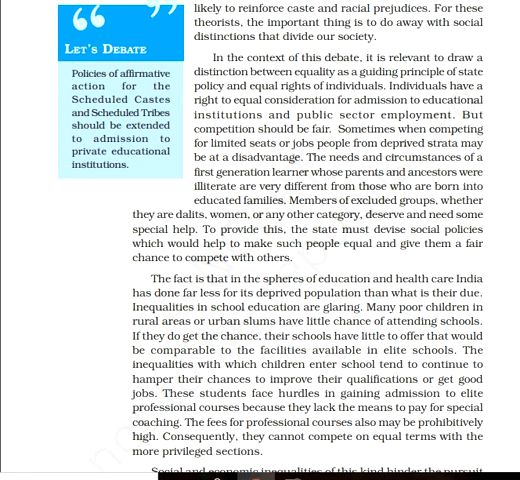 likely to reinforce caste and racial prejudices. For these
theorists, the important thing is to do away with social
distinctions that divide our society.
LET'S DEBATE
Policies of affirmative
action for the
Scheduled Castes
and Scheduled Tribes
should be extended
to admission to
private educational
institutions.
In the context of this debate, it is relevant to draw a
distinction between equality as a guiding principle of state
policy and equal rights of individuals. Individuals have a
right to equal consideration for admission to educational
institutions and public sector employment. But
competition should be fair. Sometimes when competing
for limited seats or jobs people from deprived strata may
be at a disadvantage. The needs and circumstances of a
first generation learner whose parents and ancestors were
illiterate are very different from those who are born into
educated families. Members of excluded groups, whether
they are dalits, women, or any other category, deserve and need some
special help. To provide this, the state must devise social policies
which would help to make such people equal and give them a fair
chance to compete with others.
The fact is that in the spheres of education and health care India
has done far less for its deprived population than what is their due.
Inequalities in school education are glaring. Many poor children in
rural areas or urban slums have little chance of attending schools.
If they do get the chance, their schools have little to offer that would
be comparable to the facilities available in elite schools. The
inequalities with which children enter school tend to continue to
hamper their chances to improve their qualifications or get good
jobs. These students face hurdles in gaining admission to elite
professional courses because they lack the means to pay for special
coaching. The fees for professional courses also may be prohibitively
high. Consequently, they cannot compete on equal terms with the
more privileged sections.
Social and economic inequalities of this kind hinder the pursuit